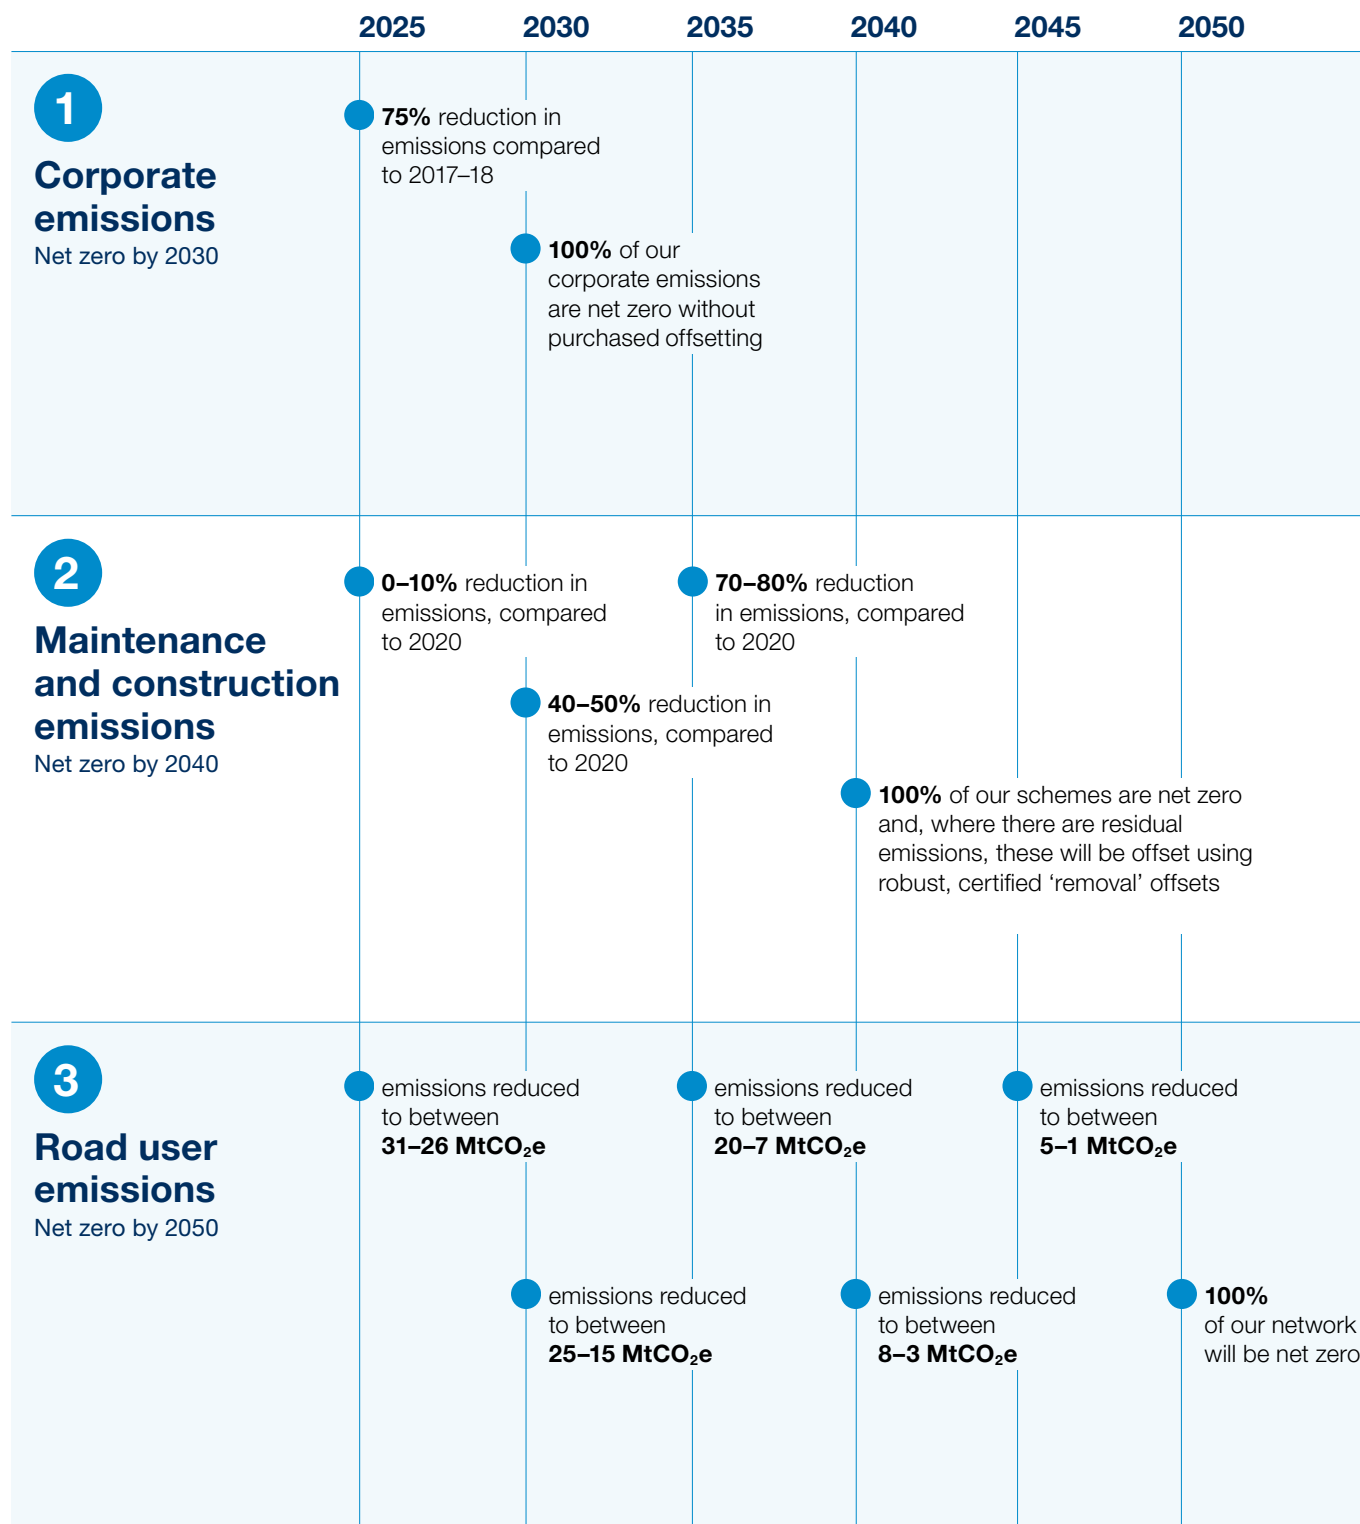 2025 2030 2035 2040 2045 2050
1
Corporate
emissions
Net zero by 2030
75% reduction in
emissions compared
to 2017–18
100% of our
corporate emissions
are net zero without
purchased offsetting
2
Maintenance
and construction
emissions
Net zero by 2040
0–10% reduction in
emissions, compared
to 2020
40–50% reduction in
emissions, compared
to 2020
70–80% reduction
in emissions, compared
to 2020
100% of our schemes are net zero
and, where there are residual
emissions, these will be offset using
robust, certified ‘removal’ offsets
3
Road user
emissions
Net zero by 2050
emissions reduced
to between
31–26 MtCO₂e
emissions reduced
to between
25–15 MtCO₂e
emissions reduced
to between
20–7 MtCO₂e
emissions reduced
to between
8–3 MtCO₂e
emissions reduced
to between
5–1 MtCO₂e
100%
of our network
will be net zero